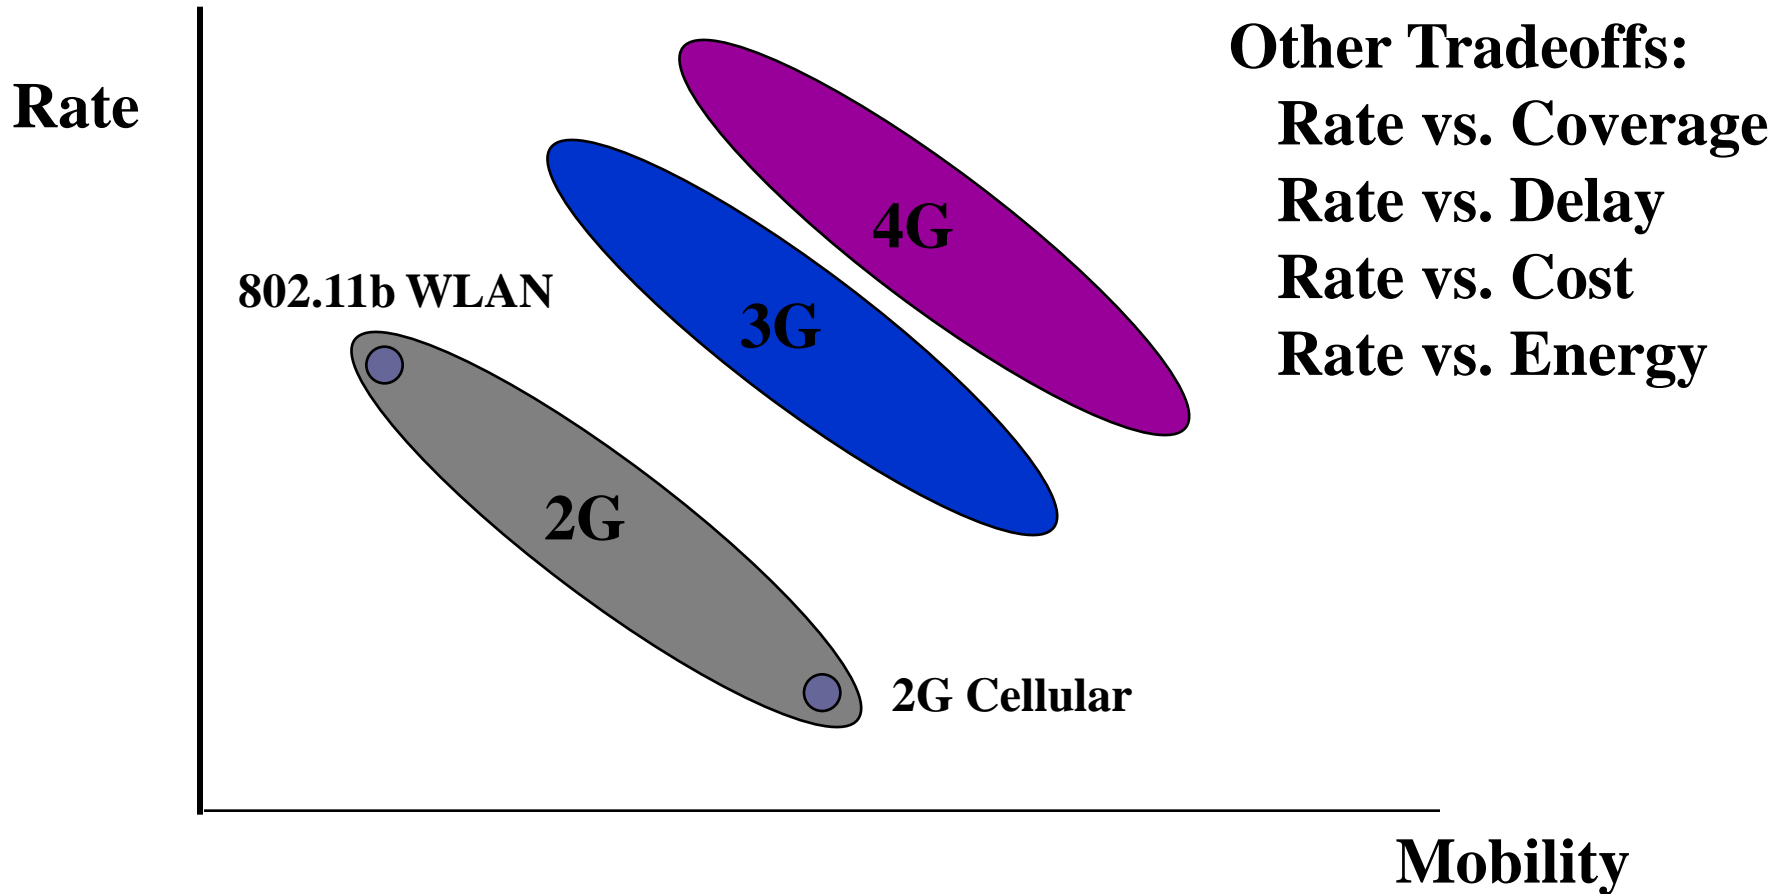 Rate
Other Tradeoffs:
Rate vs. Coverage
Rate vs. Delay
Rate vs. Cost
Rate vs. Energy
4G
3G
802.11b WLAN
2G
2G Cellular
Mobility